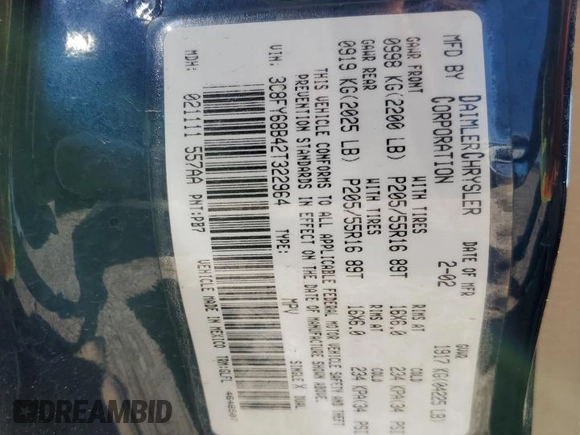 MFD BY DAIMLERCHRYSLER CORPORATION
DATE OF MFR 2-02
GVWR 1917 KG(04225 LB)
GAWR FRONT WITH TIRES RIMS AT COLD
0998 KG(2200 LB) P205/55R16 89T 16X6.0 234 KPA(34 PSI
GAWR REAR WITH TIRES RIMS AT COLD
0919 KG(2025 LB) P205/55R16 89T 16X6.0 234 KPA(34 PSI
THIS VEHICLE CONFORMS TO ALL APPLICABLE FEDERAL MOTOR VEHICLE SAFETY AND THEFT
PREVENTION STANDARDS IN EFFECT ON THE DATE OF MANUFACTURE SHOWN ABOVE.
VIN: 3C8FY68B42T322964 TYPE: MPV SINGLE X DUAL
MDH: 021111 557AA PNT:PB7
VEHICLE MADE IN MEXICO
DREAMBID